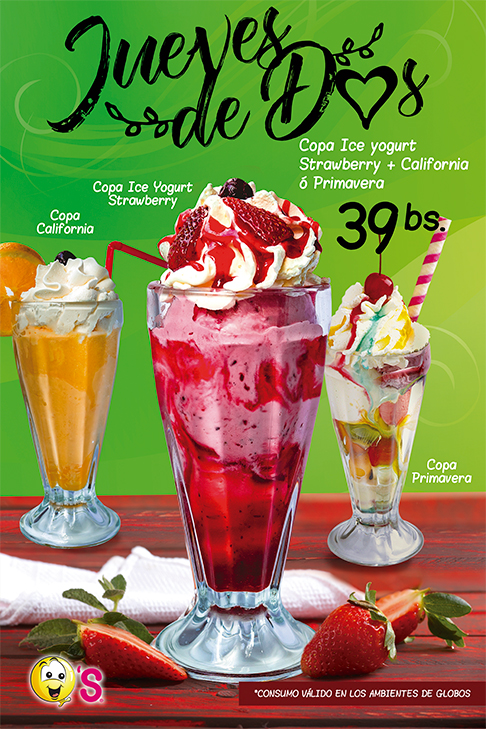 Jueves
de Dos
Copa Ice yogurt
Strawberry + California
ó Primavera
39 bs.
Copa Ice Yogurt
Strawberry
Copa
California
Copa
Primavera
'S
*CONSUMO VÁLIDO EN LOS AMBIENTES DE GLOBOS